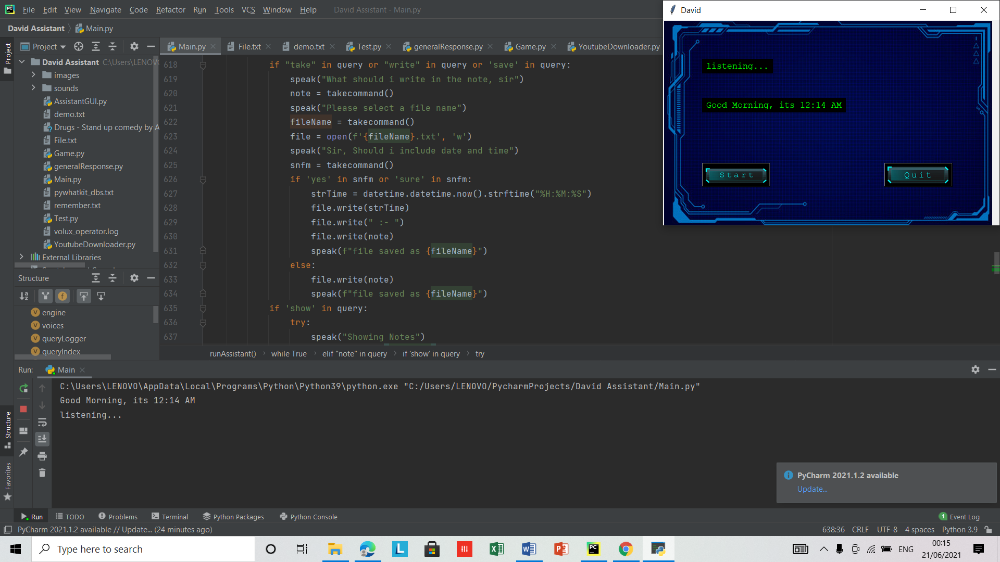 File Edit View Navigate Code Refactor Run Tools VCS Window Help David Assistant - Main.py
David Assistant Main.py
Project
Project
Main.py File.txt demo.txt Test.py generalResponse.py Game.py YoutubeDownloader.py
David Assistant C:\Users\LENOVO
images
sounds
AssistantGUI.py
demo.txt
Drugs - Stand up comedy by A
File.txt
Game.py
generalResponse.py
Main.py
pywhatkit_dbs.txt
remember.txt
Test.py
volux_operator.log
YoutubeDownloader.py
External Libraries
Structure
engine
voices
queryLogger
queryIndex
618 if "take" in query or "write" in query or 'save' in query:
619 speak("What should i write in the note, sir")
620 note = takecommand()
621 speak("Please select a file name")
622 fileName = takecommand()
623 file = open(f'{fileName}.txt', 'w')
624 speak("Sir, Should i include date and time")
625 snfm = takecommand()
626 if 'yes' in snfm or 'sure' in snfm:
627 strTime = datetime.datetime.now().strftime("%H:%M:%S")
628 file.write(strTime)
629 file.write(" :- ")
630 file.write(note)
631 speak(f"file saved as {fileName}")
632 else:
633 file.write(note)
634 speak(f"file saved as {fileName}")
635 if 'show' in query:
636 try:
637 speak("Showing Notes")
runAssistant() while True elif "note" in query if 'show' in query try
David
listening...
Good Morning, its 12:14 AM
Start Quit
Run: Main
C:\Users\LENOVO\AppData\Local\Programs\Python\Python39\python.exe "C:/Users/LENOVO/PycharmProjects/David Assistant/Main.py"
Good Morning, its 12:14 AM
listening...
Structure
Favorites
PyCharm 2021.1.2 available
Update...
Run TODO Problems Terminal Python Packages Python Console 1 Event Log
PyCharm 2021.1.2 available // Update... (24 minutes ago) 638:36 CRLF UTF-8 4 spaces Python 3.9
Type here to search
ENG
00:15
21/06/2021